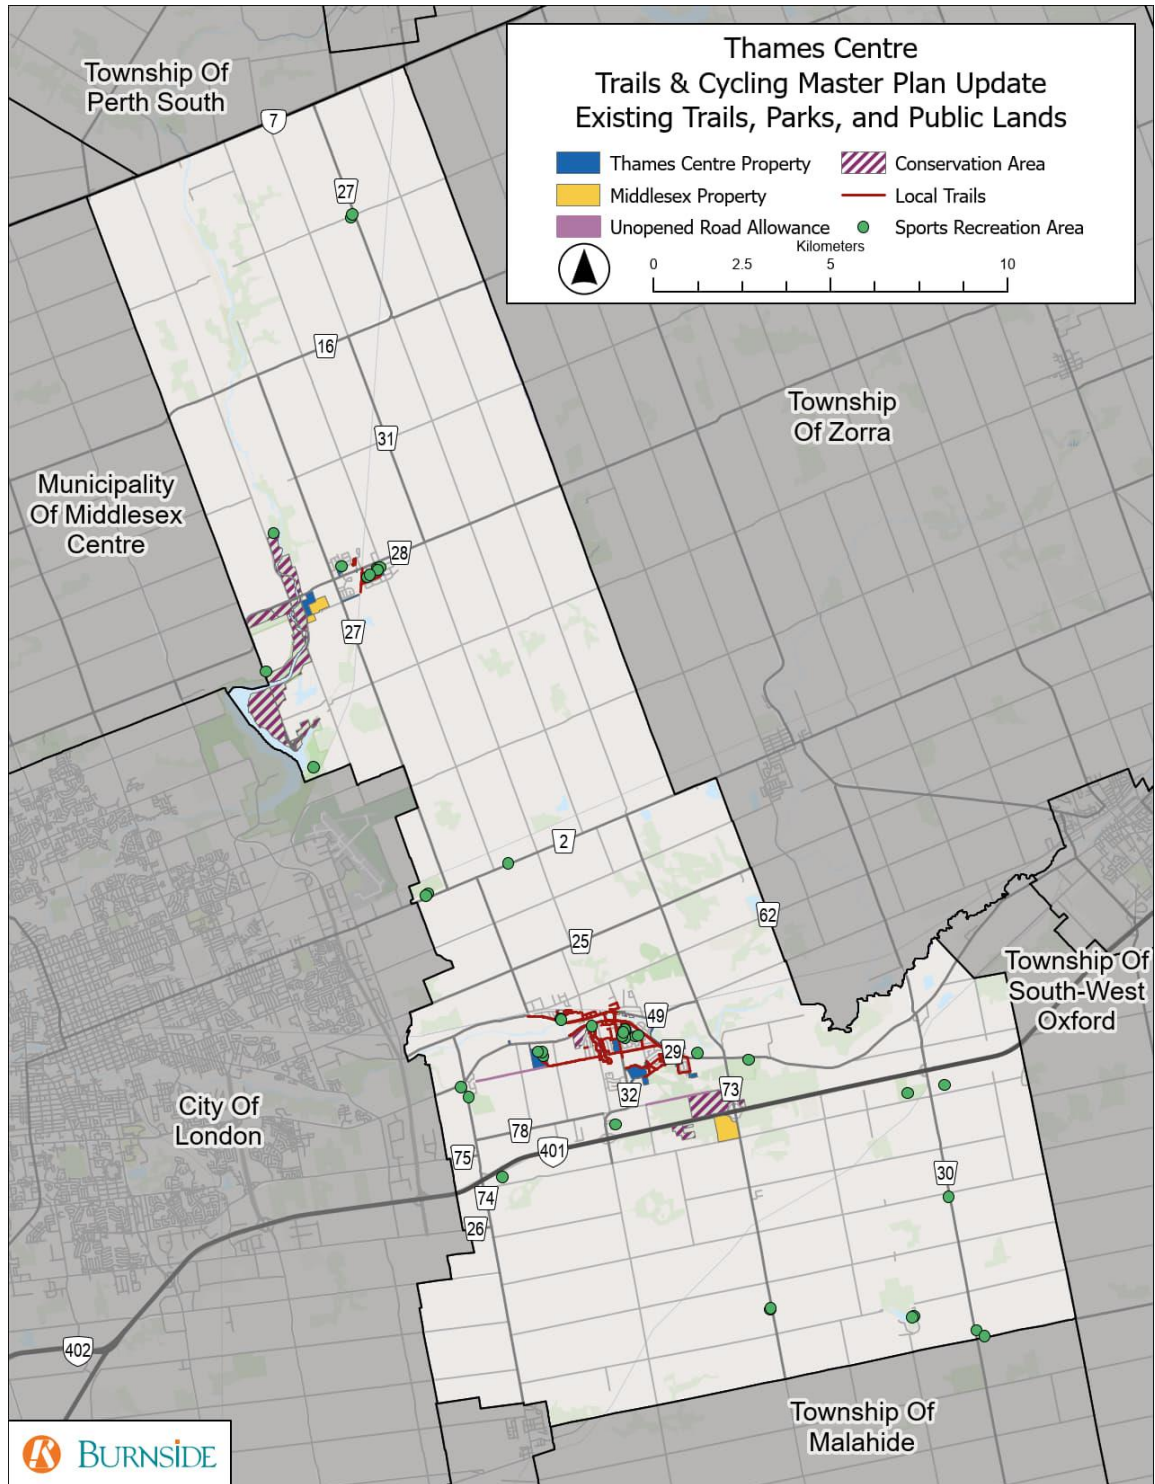 Thames Centre
Trails & Cycling Master Plan Update
Existing Trails, Parks, and Public Lands
Thames Centre Property
Conservation Area
Middlesex Property
Local Trails
Unopened Road Allowance
Sports Recreation Area
Kilometers
0 2.5 5 10
Township Of
Perth South
7
27
16
31
Township
Of Zorra
Municipality
Of Middlesex
Centre
28
27
2
62
25
Township Of
South-West
Oxford
49
29
32
73
City Of
London
78
401
75
74
30
26
402
Township Of
Malahide
BURNSIDE